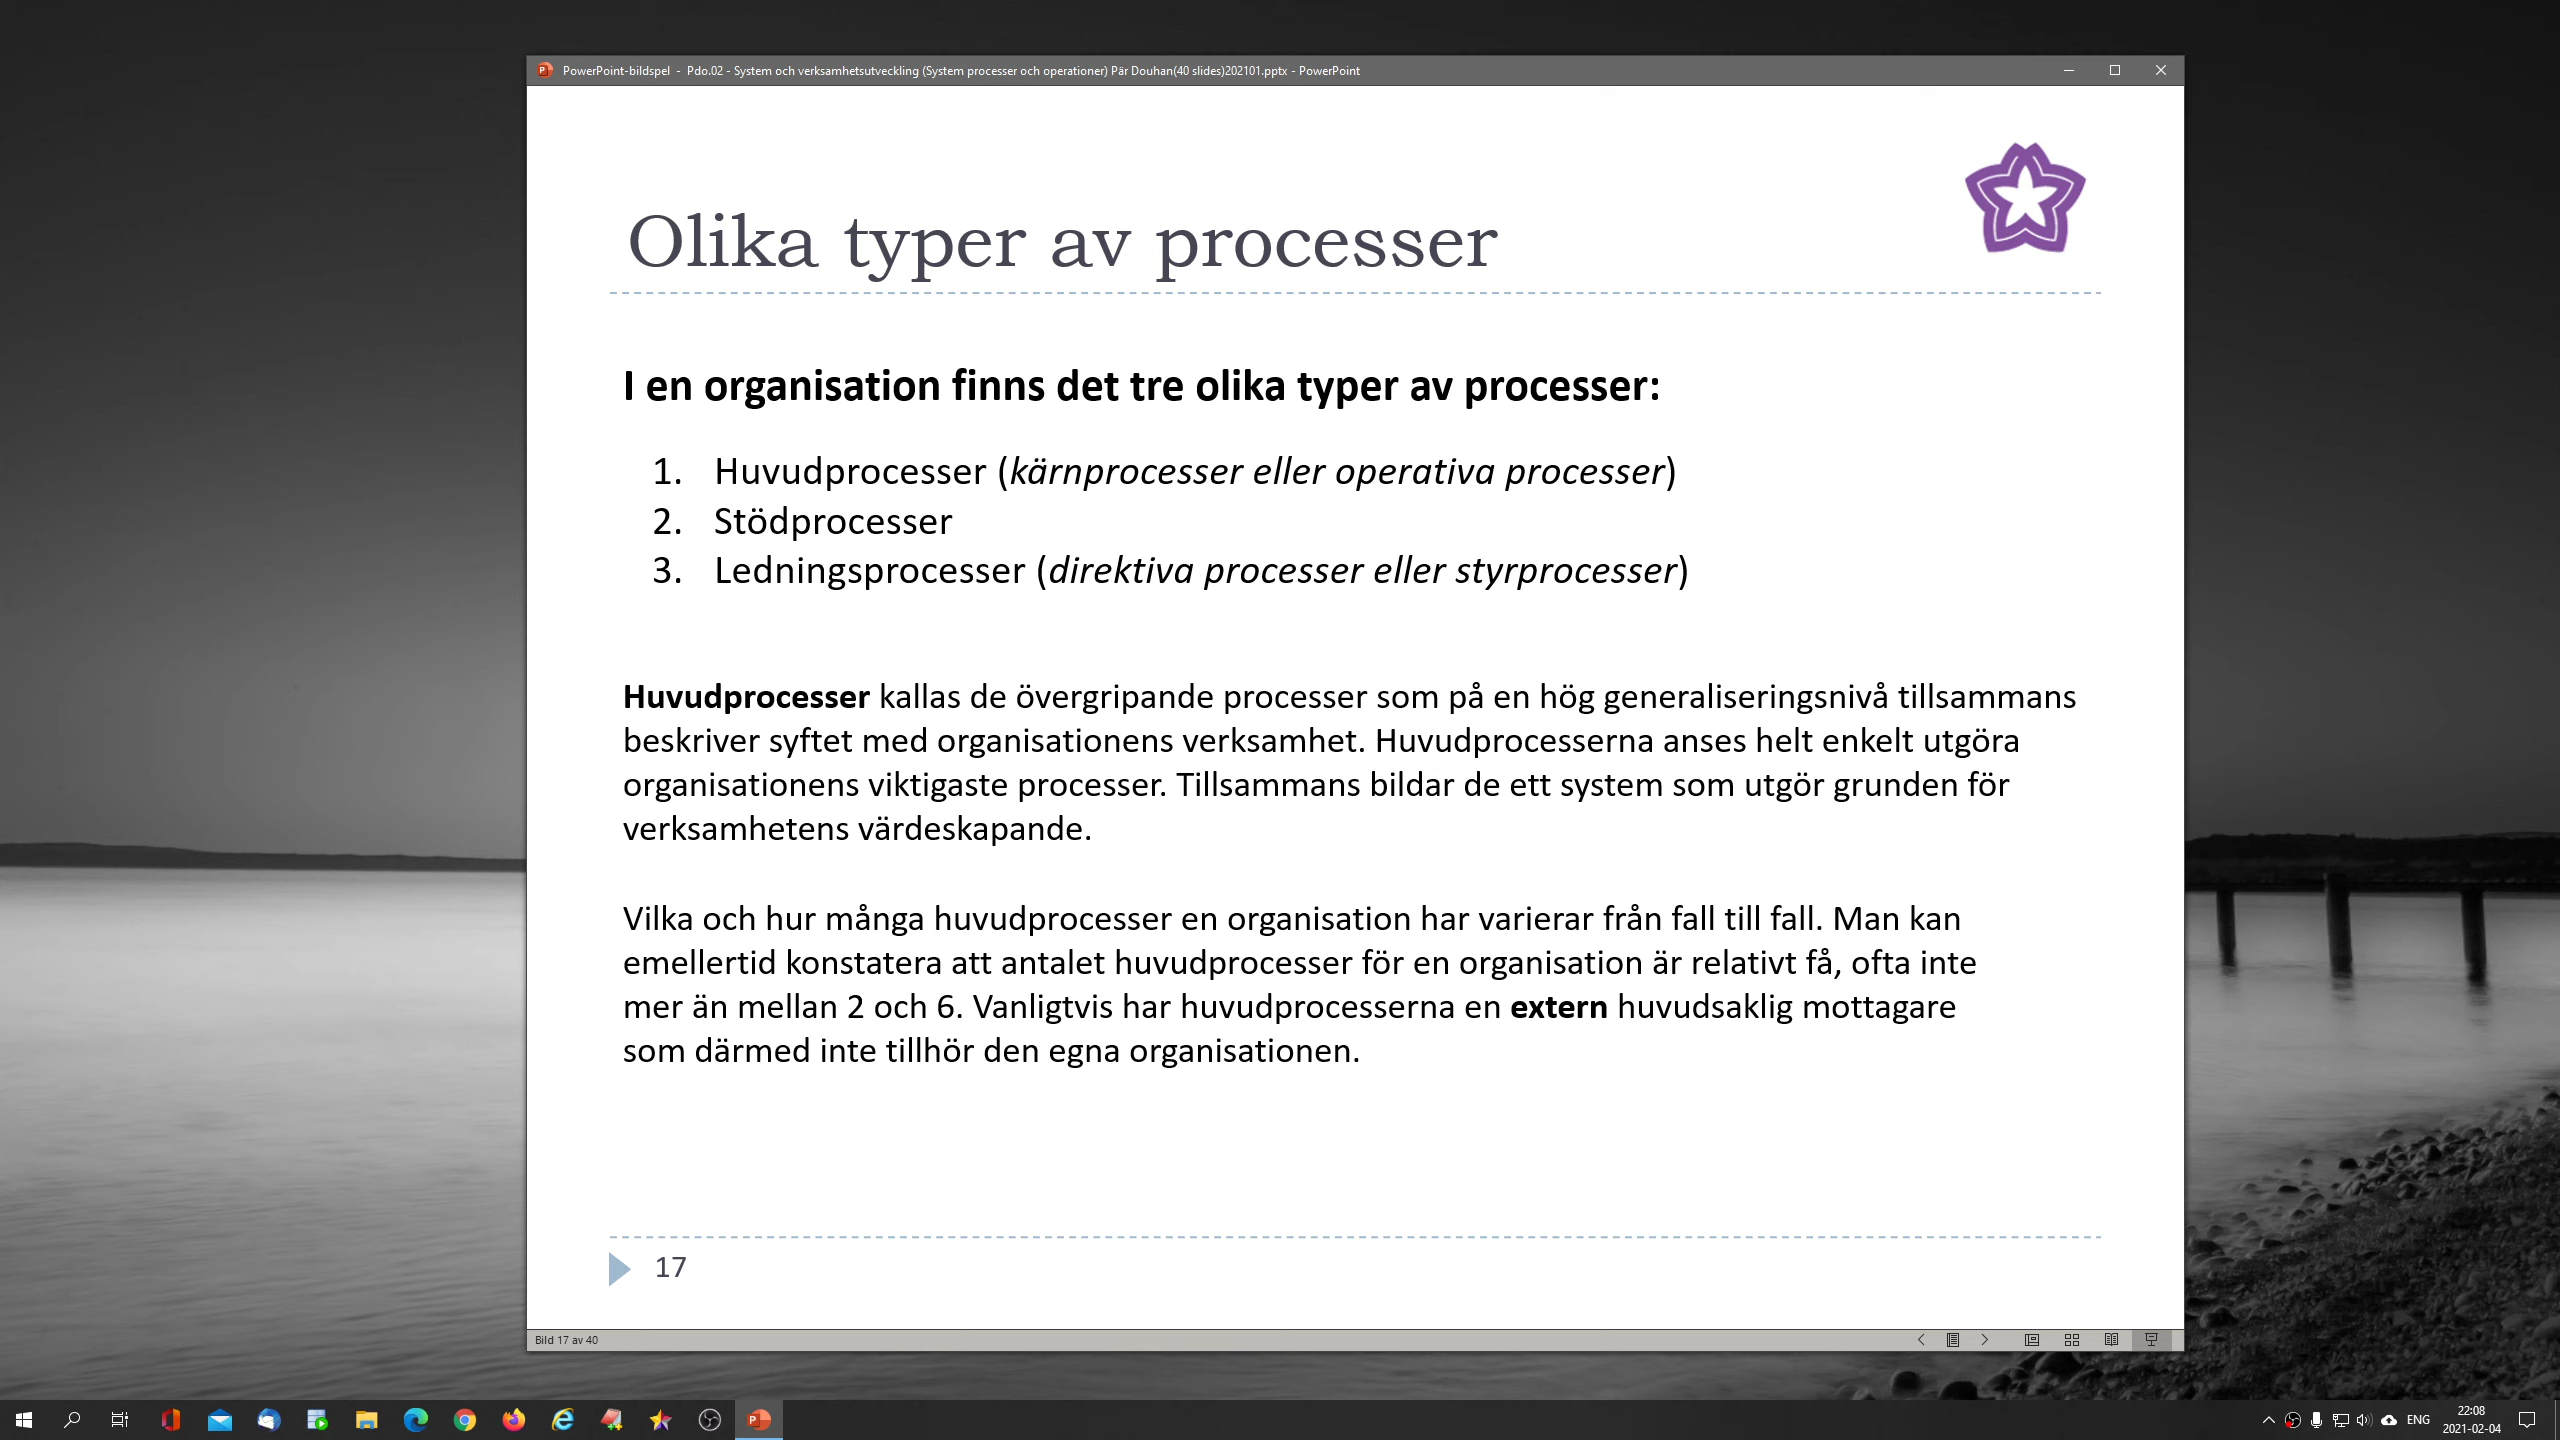 PowerPoint-bildspel - Pdo.02 - System och verksamhetsutveckling (System processer och operationer) Pär Douhan(40 slides)202101.pptx - PowerPoint
Olika typer av processer
I en organisation finns det tre olika typer av processer:
1. Huvudprocesser (kärnprocesser eller operativa processer)
2. Stödprocesser
3. Ledningsprocesser (direktiva processer eller styrprocesser)
Huvudprocesser kallas de övergripande processer som på en hög generaliseringsnivå tillsammans
beskriver syftet med organisationens verksamhet. Huvudprocesserna anses helt enkelt utgöra
organisationens viktigaste processer. Tillsammans bildar de ett system som utgör grunden för
verksamhetens värdeskapande.
Vilka och hur många huvudprocesser en organisation har varierar från fall till fall. Man kan
emellertid konstatera att antalet huvudprocesser för en organisation är relativt få, ofta inte
mer än mellan 2 och 6. Vanligtvis har huvudprocesserna en extern huvudsaklig mottagare
som därmed inte tillhör den egna organisationen.
17
Bild 17 av 40
ENG
22:08
2021-02-04